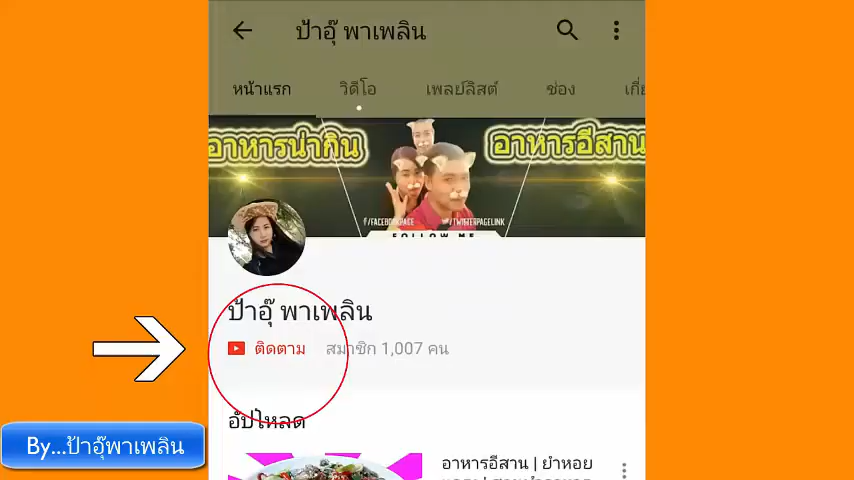 ป้าอุ๊ พาเพลิน
หน้าแรก วิดีโอ เพลย์ลิสต์ ช่อง
อาหารน่ากิน อาหารอีสาน
F/FACEBOOKPAGE /TWITTERPAGELINK
FOLLOW ME
ป้าอุ๊ พาเพลิน
ติดตาม สมาชิก 1,007 คน
อัปโหลด
By...ป้าอุ๊พาเพลิน
อาหารอีสาน | ยำหอย